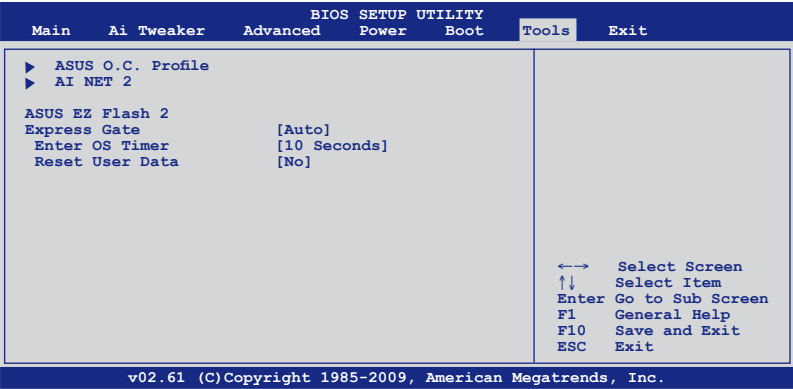 BIOS SETUP UTILITY
Main Ai Tweaker Advanced Power Boot Tools Exit
▶ ASUS O.C. Profile
▶ AI NET 2
ASUS EZ Flash 2
Express Gate [Auto]
Enter OS Timer [10 Seconds]
Reset User Data [No]
←→ Select Screen
↑↓ Select Item
Enter Go to Sub Screen
F1 General Help
F10 Save and Exit
ESC Exit
v02.61 (C)Copyright 1985-2009, American Megatrends, Inc.